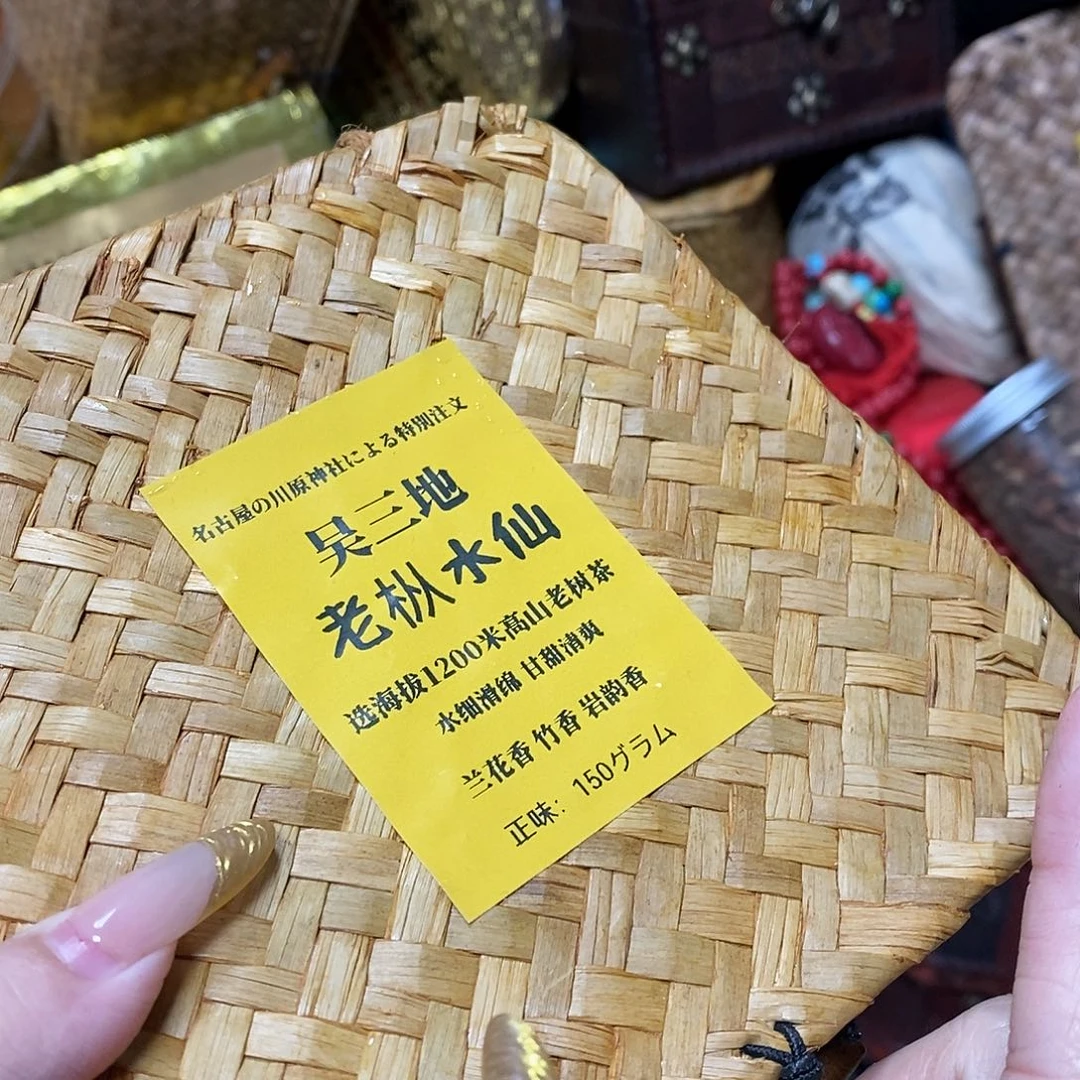 名古屋の川原神社による特別注文
吴三地
老枞水仙
选海拔1200米高山老树茶
水细滑绵 甘甜清爽
兰花香 竹香 岩韵香
正味: 150グラム